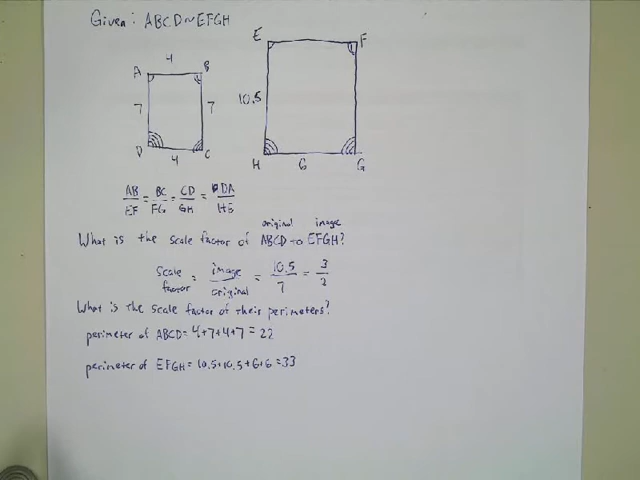 Given: ABCD~EFGH
E F
4
A B
7 7 10.5
D C
4
H 6 G
AB/EF = BC/FG = CD/GH = DA/HE
original image
What is the scale factor of ABCD to EFGH?
scale factor = image/original = 10.5/7 = 3/2
What is the scale factor of their perimeters?
perimeter of ABCD = 4+7+4+7 = 22
perimeter of EFGH = 10.5+10.5+6+6 = 33